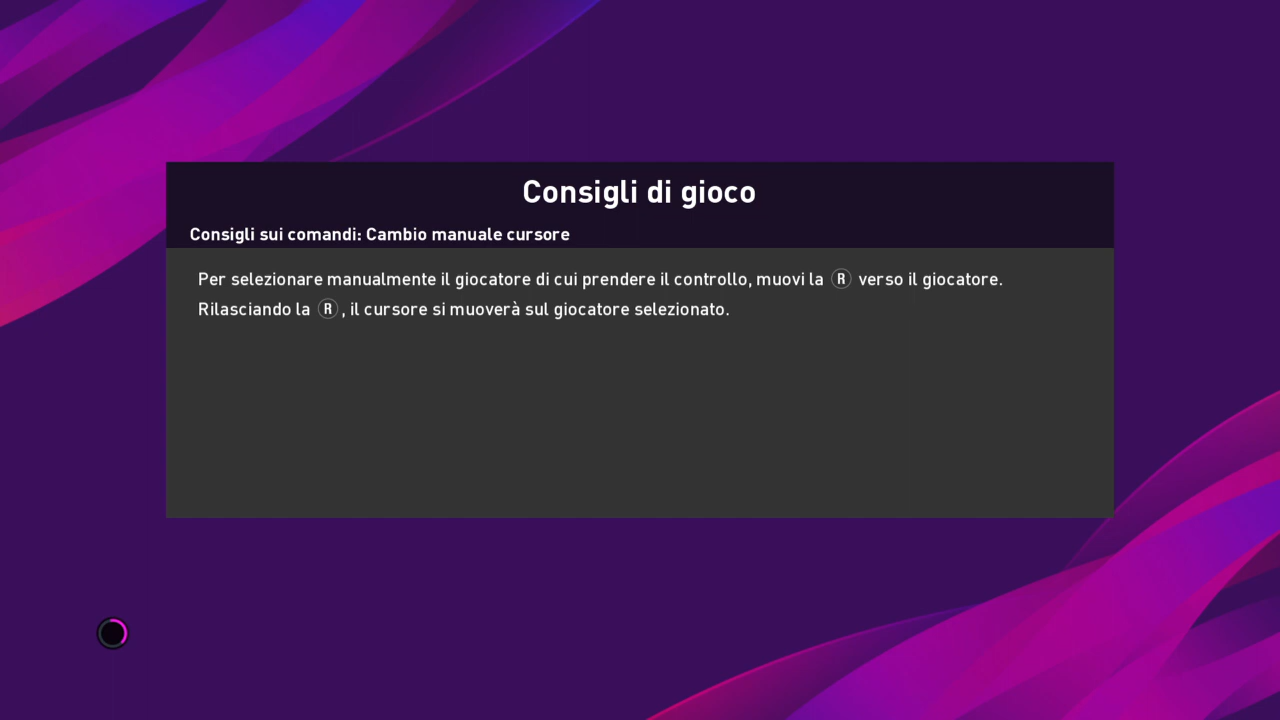 Consigli di gioco
Consigli sui comandi: Cambio manuale cursore
Per selezionare manualmente il giocatore di cui prendere il controllo, muovi la R verso il giocatore.
Rilasciando la R, il cursore si muoverà sul giocatore selezionato.